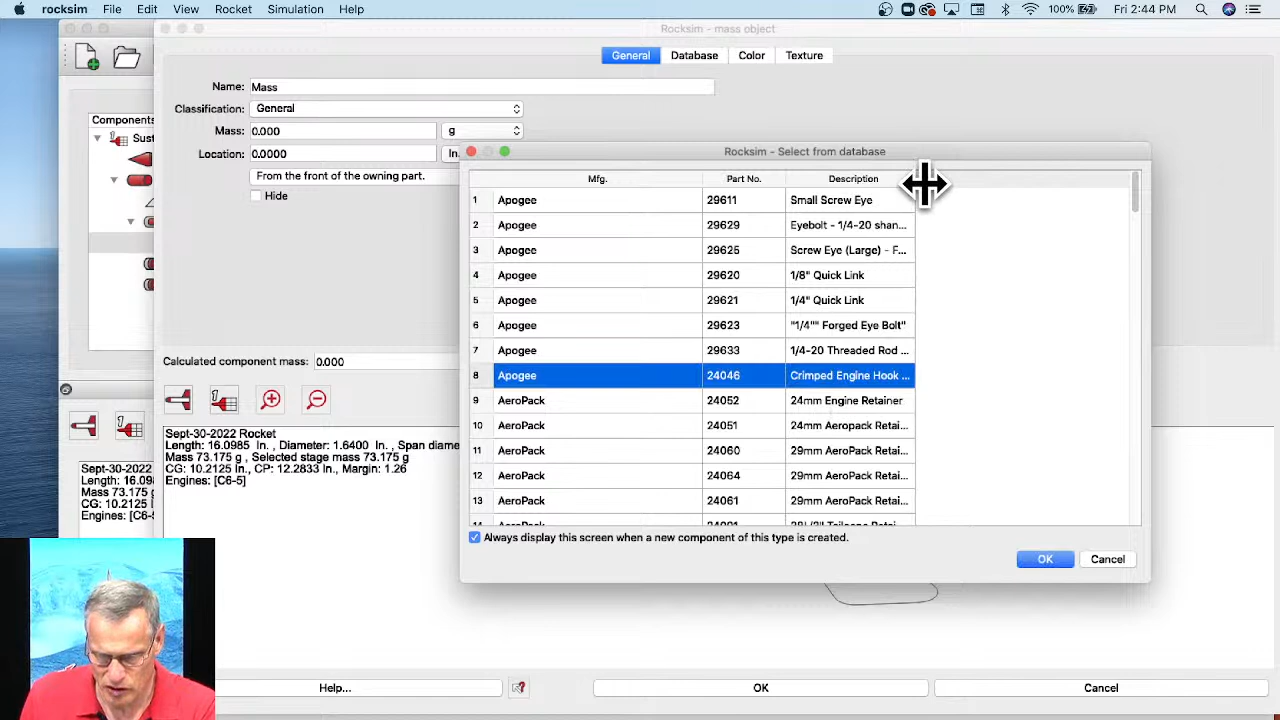 rocksim File Edit View Rocket Simulation Help 100% Fri 2:44 PM
Rocksim - mass object
General Database Color Texture
Name: Mass
Classification: General
Mass: 0.000 g
Location: 0.0000 In.
From the front of the owning part.
Hide
Components
Sust
Calculated component mass: 0.000
Sept-30-2022 Rocket
Length: 16.0985 In. , Diameter: 1.6400 In. , Span diame
Mass 73.175 g , Selected stage mass 73.175 g
CG: 10.2125 In., CP: 12.2833 In., Margin: 1.26
Engines: [C6-5]
Sept-30-2022
Length: 16.098
Mass 73.175 g
CG: 10.2125 I
Engines: [C6-5
Rocksim - Select from database
Mfg. Part No. Description
1 Apogee 29611 Small Screw Eye
2 Apogee 29629 Eyebolt - 1/4-20 shan...
3 Apogee 29625 Screw Eye (Large) - F...
4 Apogee 29620 1/8" Quick Link
5 Apogee 29621 1/4" Quick Link
6 Apogee 29623 "1/4"" Forged Eye Bolt"
7 Apogee 29633 1/4-20 Threaded Rod ...
8 Apogee 24046 Crimped Engine Hook ...
9 AeroPack 24052 24mm Engine Retainer
10 AeroPack 24051 24mm Aeropack Retai...
11 AeroPack 24060 29mm AeroPack Retai...
12 AeroPack 24064 29mm AeroPack Retai...
13 AeroPack 24061 29mm AeroPack Retai...
Always display this screen when a new component of this type is created.
OK Cancel
Help... OK Cancel